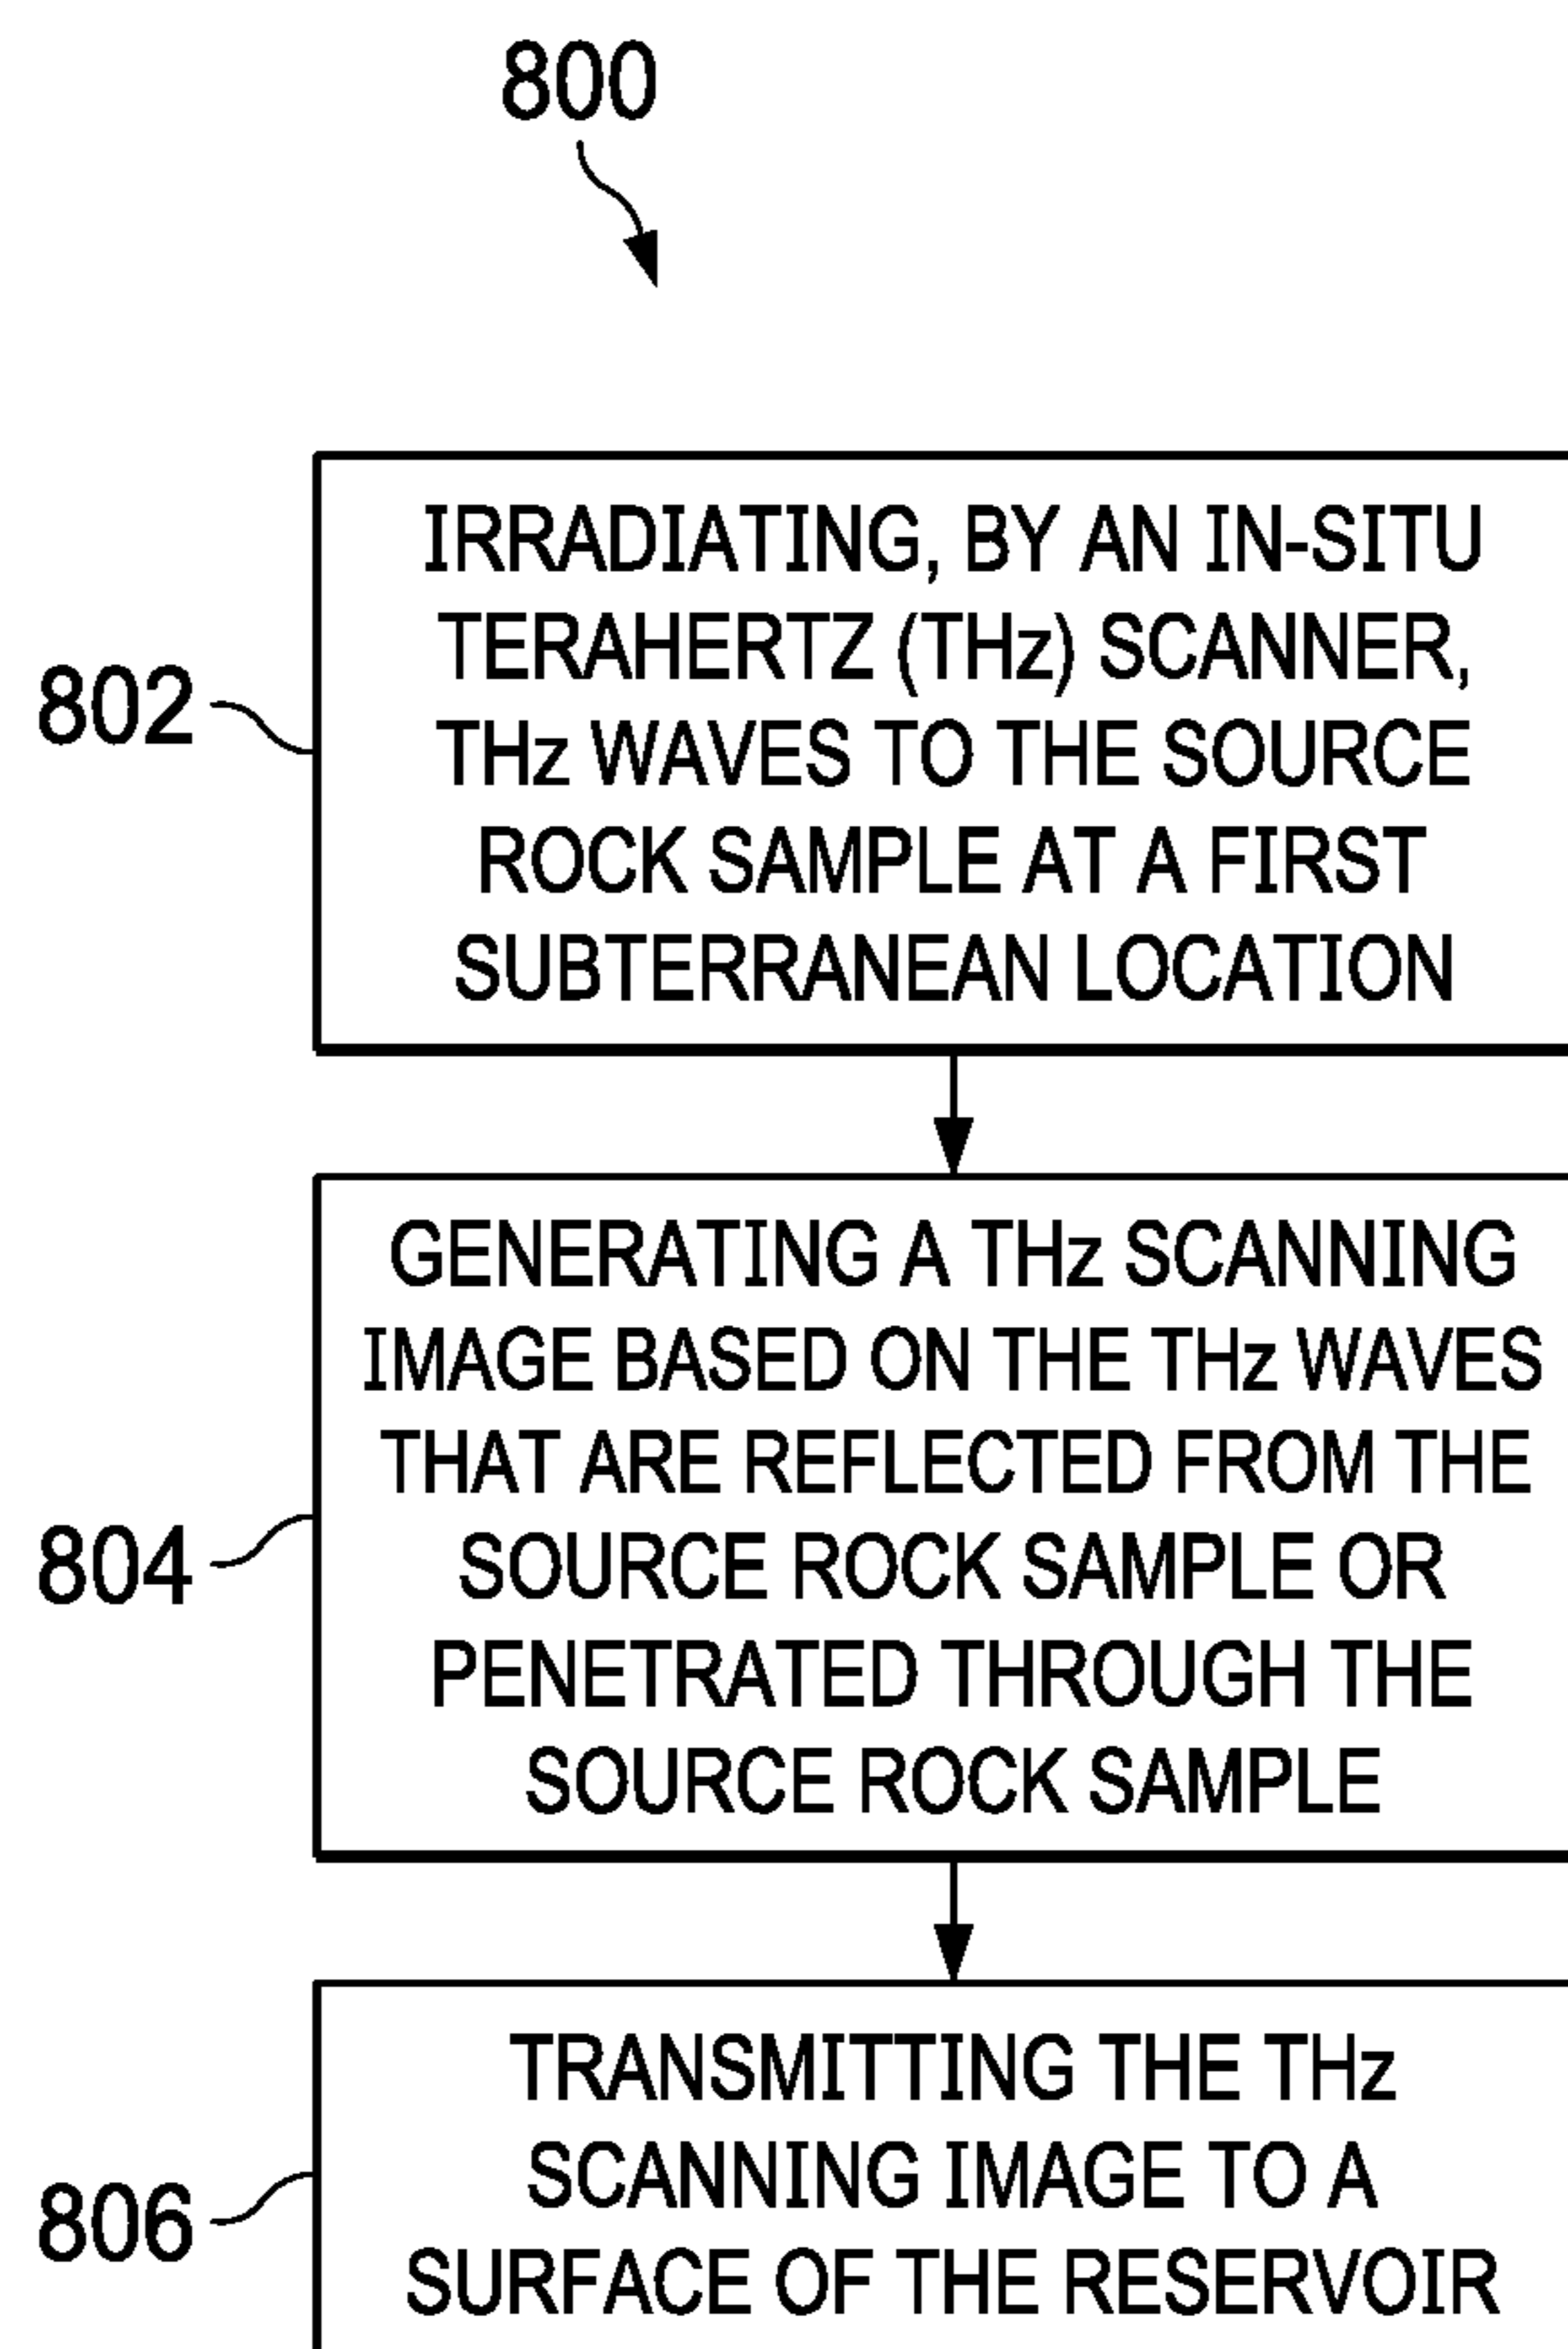 800
802
IRRADIATING, BY AN IN-SITU
TERAHERTZ (THz) SCANNER,
THz WAVES TO THE SOURCE
ROCK SAMPLE AT A FIRST
SUBTERRANEAN LOCATION
804
GENERATING A THz SCANNING
IMAGE BASED ON THE THz WAVES
THAT ARE REFLECTED FROM THE
SOURCE ROCK SAMPLE OR
PENETRATED THROUGH THE
SOURCE ROCK SAMPLE
806
TRANSMITTING THE THz
SCANNING IMAGE TO A
SURFACE OF THE RESERVOIR